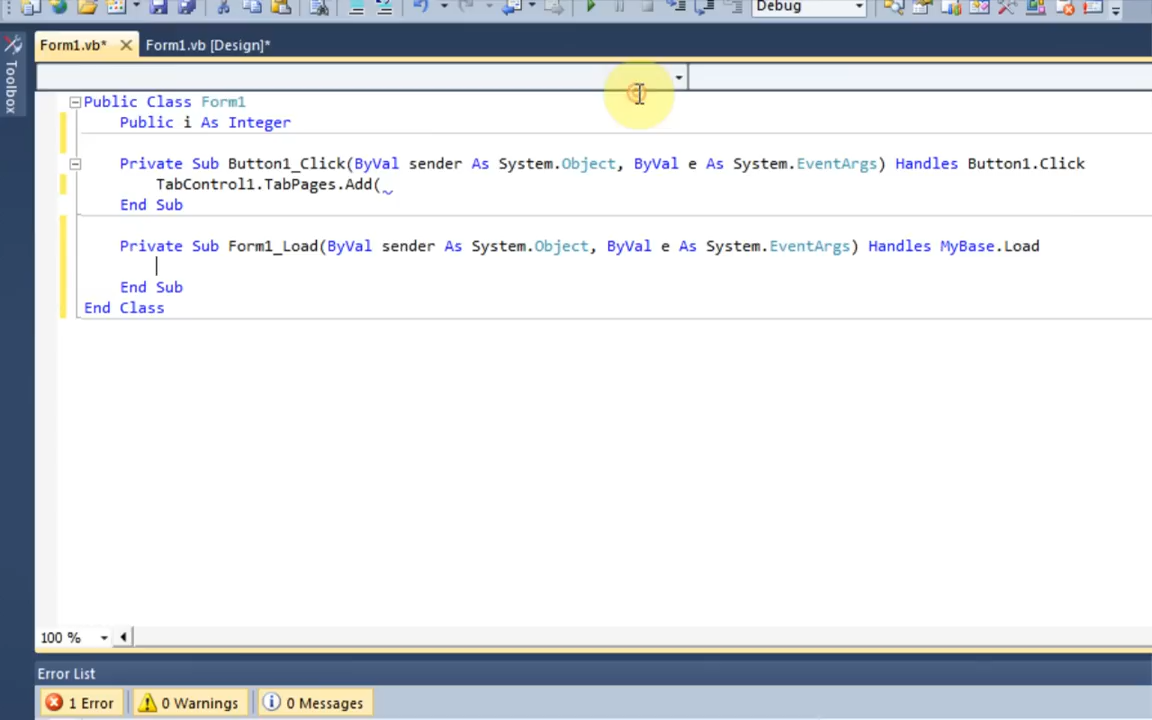 Debug
Form1.vb*
Form1.vb [Design]*
Toolbox
Public Class Form1
Public i As Integer
Private Sub Button1_Click(ByVal sender As System.Object, ByVal e As System.EventArgs) Handles Button1.Click
TabControl1.TabPages.Add(
End Sub
Private Sub Form1_Load(ByVal sender As System.Object, ByVal e As System.EventArgs) Handles MyBase.Load
End Sub
End Class
100 %
Error List
1 Error
0 Warnings
0 Messages